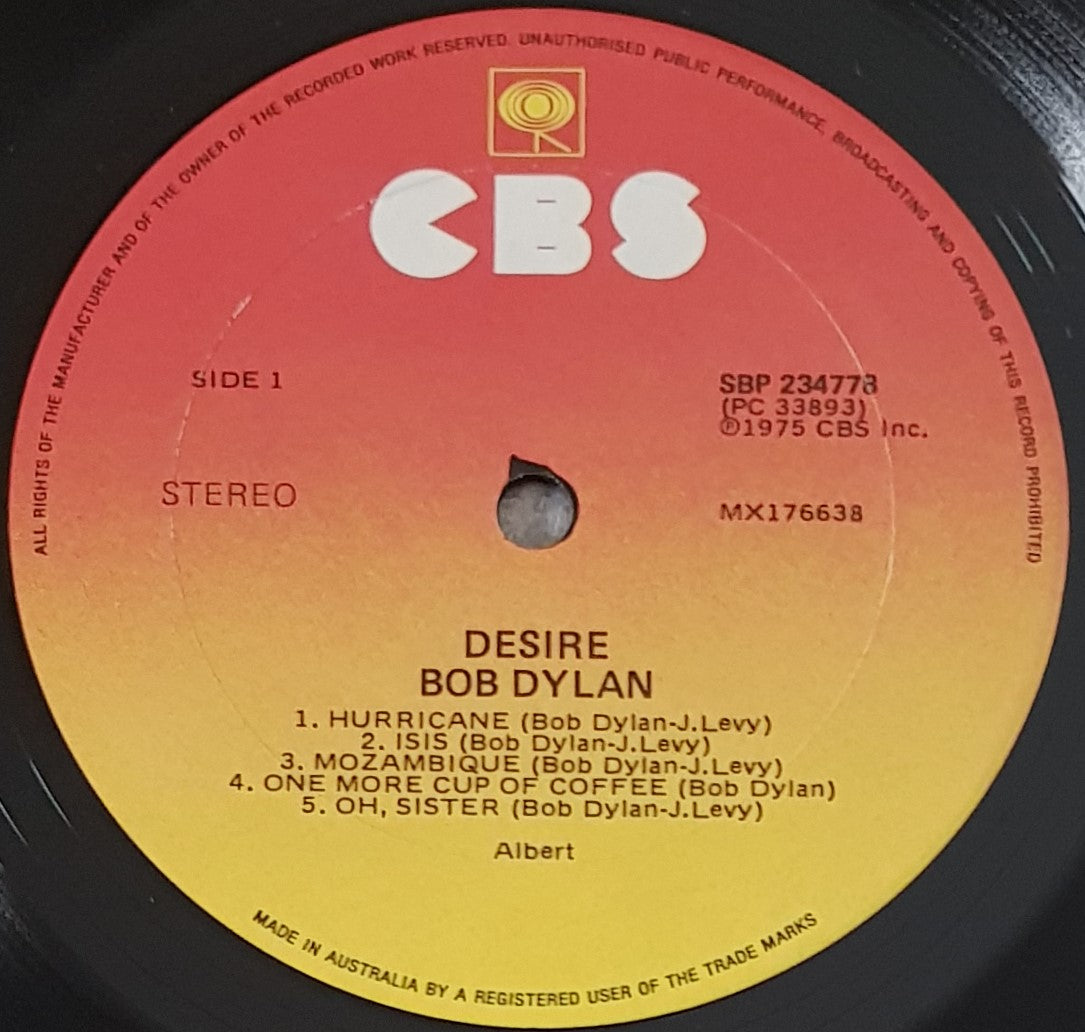 ALL RIGHTS OF THE MANUFACTURER AND OF THE OWNER OF THE RECORDED WORK RESERVED. UNAUTHORISED PUBLIC PERFORMANCE, BROADCASTING AND COPYING OF THIS RECORD PROHIBITED
CBS
SIDE 1
SBP 234778
(PC 33893)
℗1975 CBS Inc.
STEREO
MX176638
DESIRE
BOB DYLAN
1. HURRICANE (Bob Dylan-J.Levy)
2. ISIS (Bob Dylan-J.Levy)
3. MOZAMBIQUE (Bob Dylan-J.Levy)
4. ONE MORE CUP OF COFFEE (Bob Dylan)
5. OH, SISTER (Bob Dylan-J.Levy)
Albert
MADE IN AUSTRALIA BY A REGISTERED USER OF THE TRADE MARKS